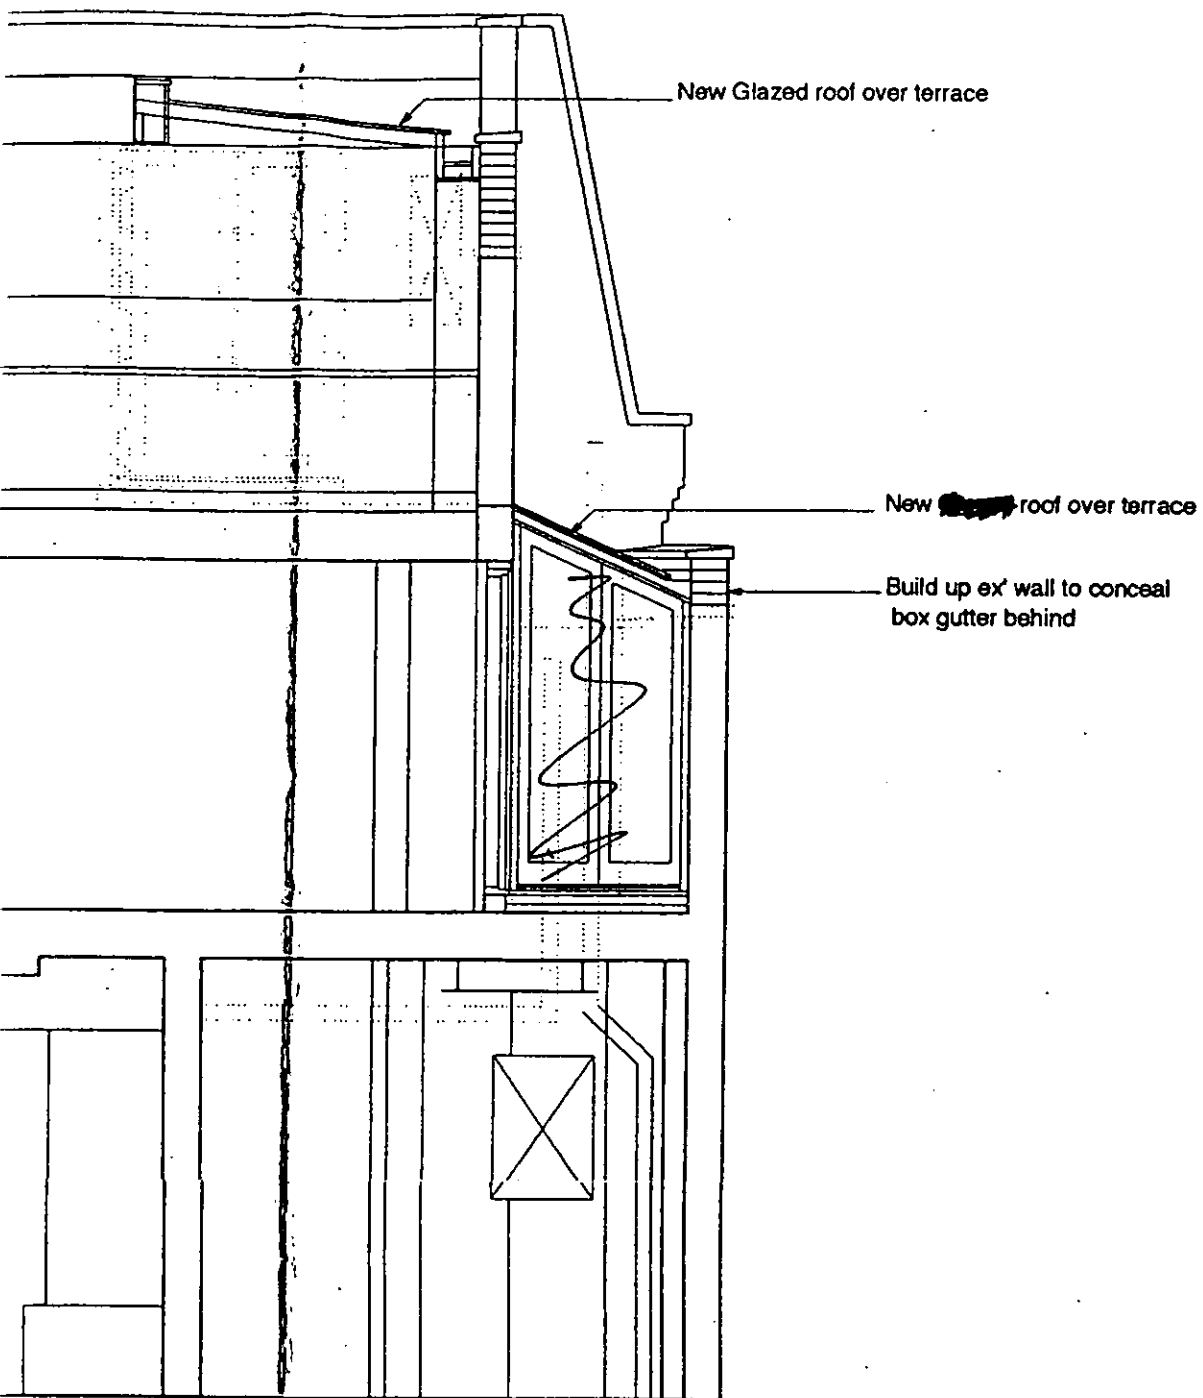 New Glazed roof over terrace
New roof over terrace
Build up ex' wall to conceal
box gutter behind